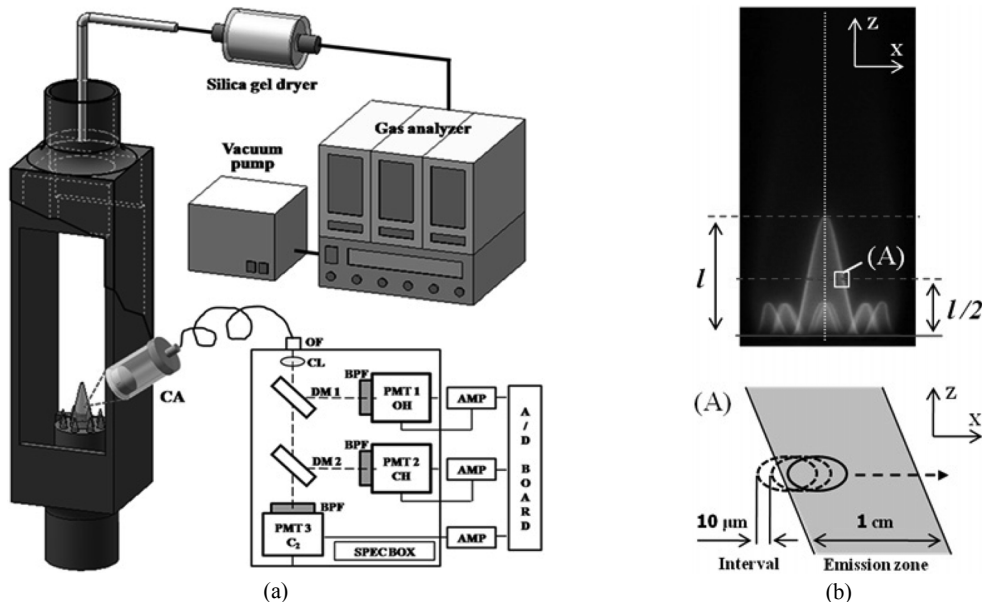 Silica gel dryer
Gas analyzer
Vacuum
pump
OF
CL
CA
BPF
DM 1
PMT 1
OH
AMP
DM 2
BPF
PMT 2
CH
AMP
BPF
PMT 3
C₂
SPEC BOX
AMP
A/D
BOARD
(a)
z
x
(A)
l
l/2
(A)
z
x
10 μm
1 cm
Interval
Emission zone
(b)